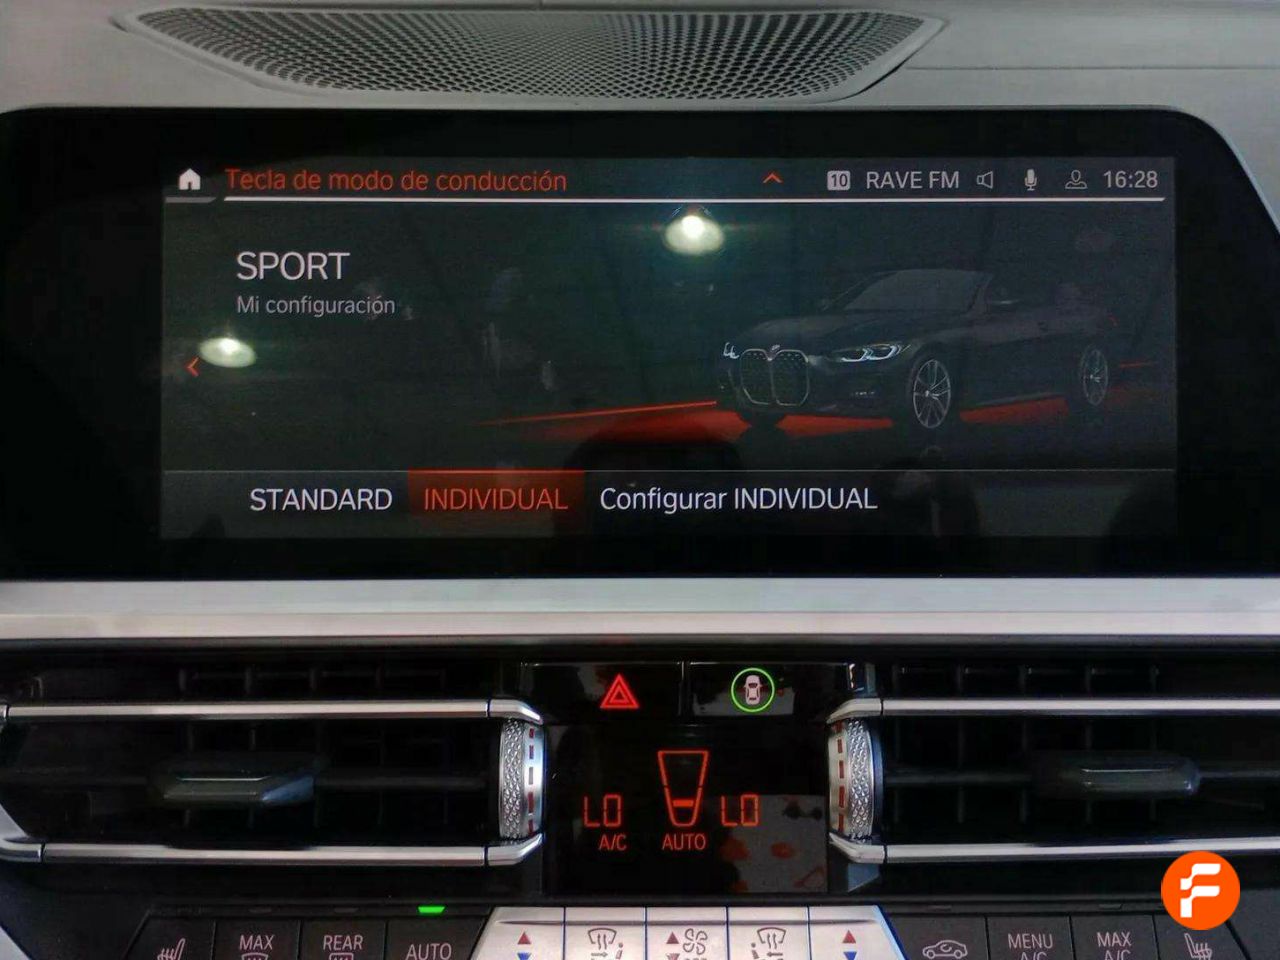 Tecla de modo de conducción
10 RAVE FM 16:28
SPORT
Mi configuración
STANDARD INDIVIDUAL Configurar INDIVIDUAL
LO LO
A/C AUTO
MAX REAR AUTO MENU MAX
A/C A/C
F